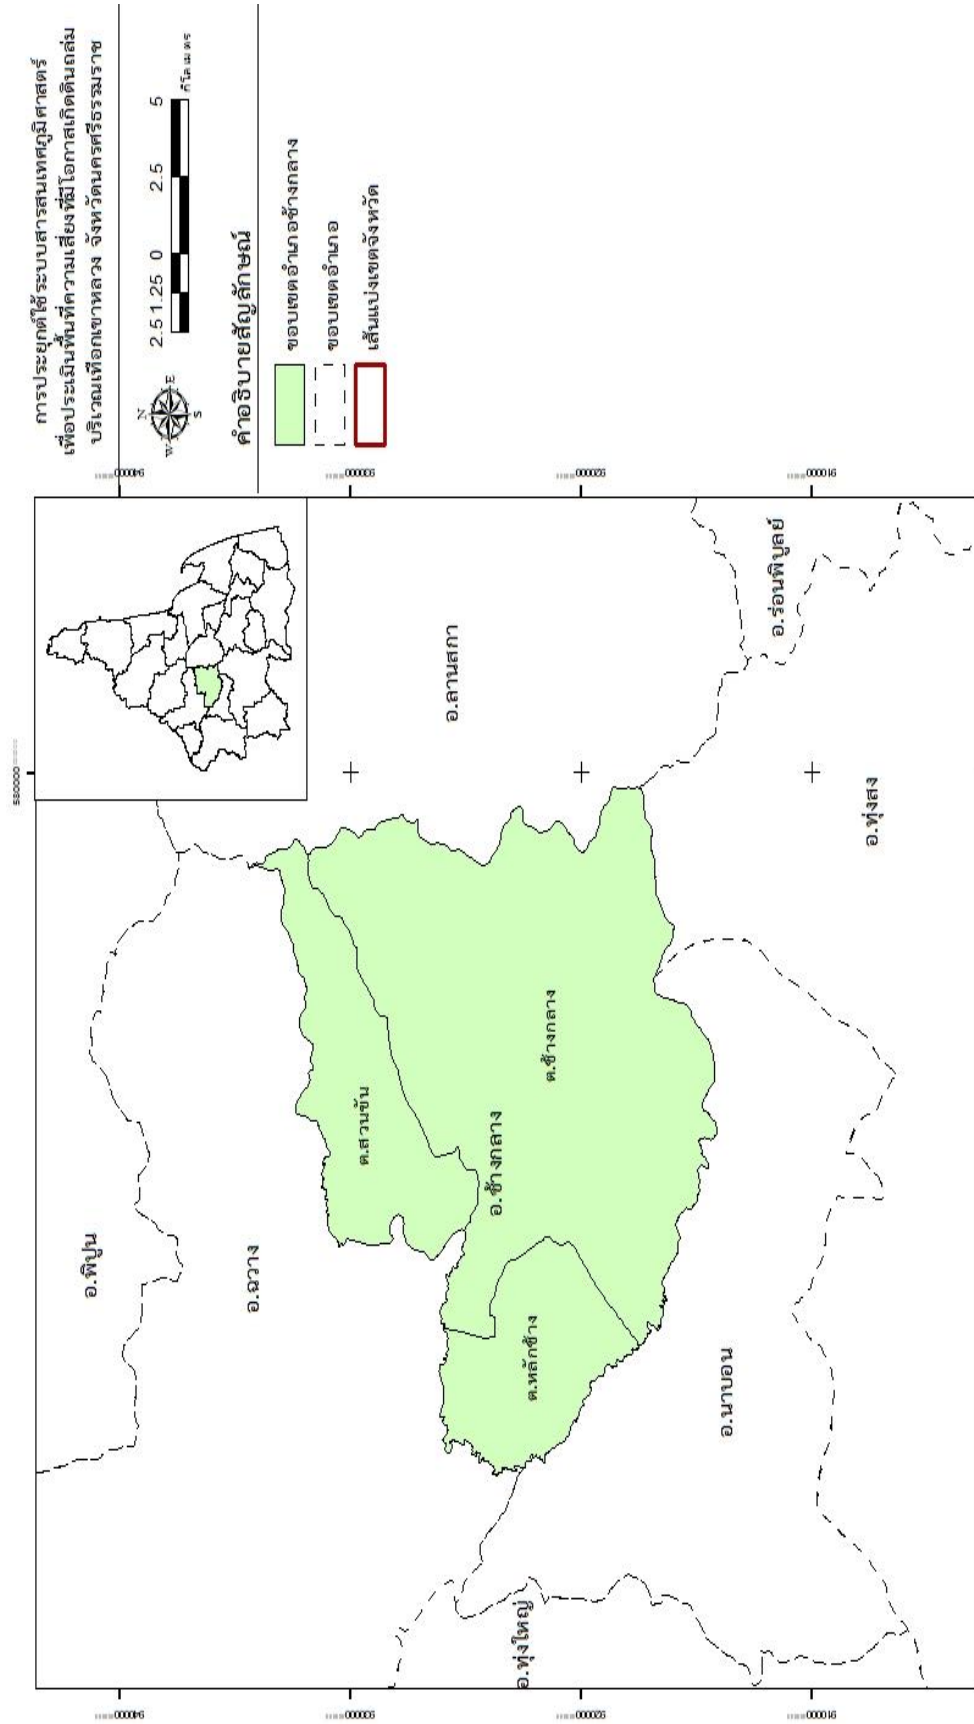 การประยุกต์ใช้ระบบสารสนเทศภูมิศาสตร์
เพื่อประเมินพื้นที่ความเสี่ยงที่มีโอกาสเกิดดินถล่ม
บริเวณเทือกเขาหลวง จังหวัดนครศรีธรรมราช
N
W
E
S
2.5 1.25 0 2.5 5
กิโลเมตร
คำอธิบายสัญลักษณ์
ขอบเขตอำเภอช้างกลาง
ขอบเขตอำเภอ
เส้นแบ่งเขตจังหวัด
580000
อ.พิปูน
อ.ฉวาง
อ.ลานสกา
ต.สวนขัน
อ.ช้างกลาง
ต.ช้างกลาง
ต.หลักช้าง
อ.ทุ่งใหญ่
อ.นาบอน
อ.ร่อนพิบูลย์
อ.ทุ่งสง